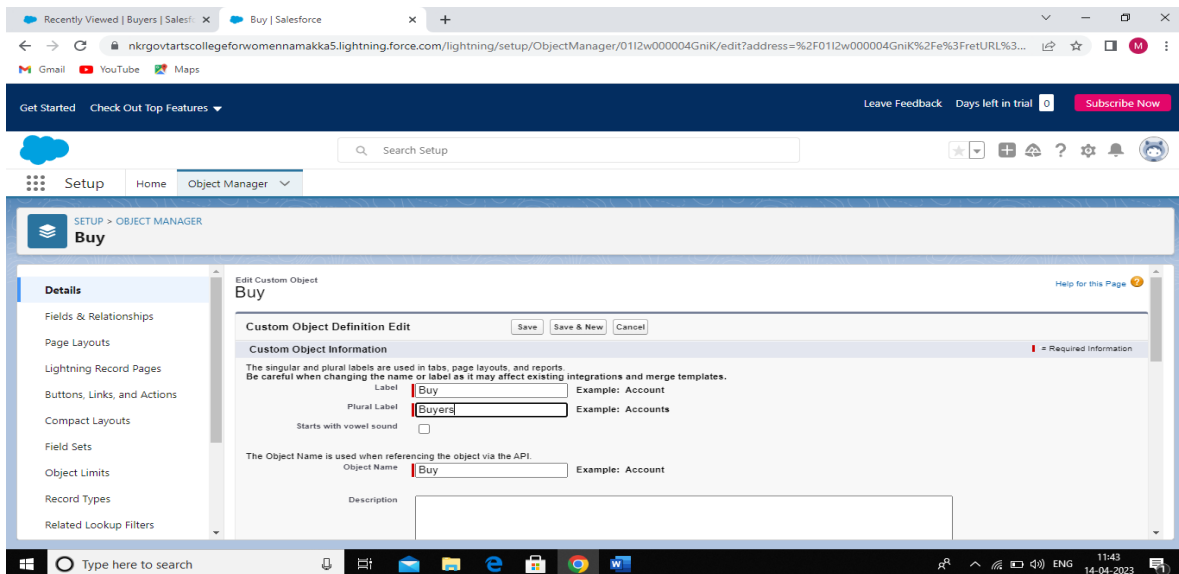 Recently Viewed | Buyers | Salesfo
Buy | Salesforce
nkrgovtartscollegeforwomennamakka5.lightning.force.com/lightning/setup/ObjectManager/01I2w000004GniK/edit?address=%2F01I2w000004GniK%2Fe%3FretURL%3...
M
Gmail YouTube Maps
Get Started Check Out Top Features
Leave Feedback Days left in trial 0 Subscribe Now
Search Setup
Setup Home Object Manager
SETUP > OBJECT MANAGER
Buy
Details
Fields & Relationships
Page Layouts
Lightning Record Pages
Buttons, Links, and Actions
Compact Layouts
Field Sets
Object Limits
Record Types
Related Lookup Filters
Edit Custom Object
Buy
Help for this Page
Custom Object Definition Edit Save Save & New Cancel
Custom Object Information
= Required Information
The singular and plural labels are used in tabs, page layouts, and reports.
Be careful when changing the name or label as it may affect existing integrations and merge templates.
Label Buy Example: Account
Plural Label Buyers Example: Accounts
Starts with vowel sound
The Object Name is used when referencing the object via the API.
Object Name Buy Example: Account
Description
Type here to search
ENG
11:43
14-04-2023